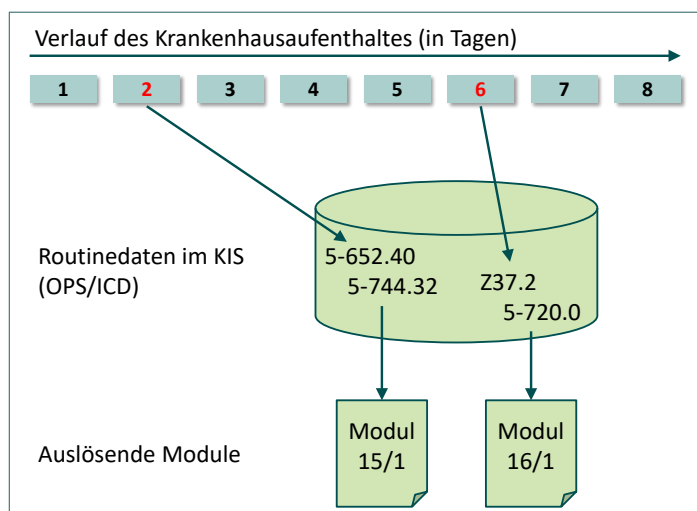 Verlauf des Krankenhausaufenthaltes (in Tagen)
1 2 3 4 5 6 7 8
Routinedaten im KIS
(OPS/ICD)
5-652.40
5-744.32
Z37.2
5-720.0
Auslösende Module
Modul
15/1
Modul
16/1